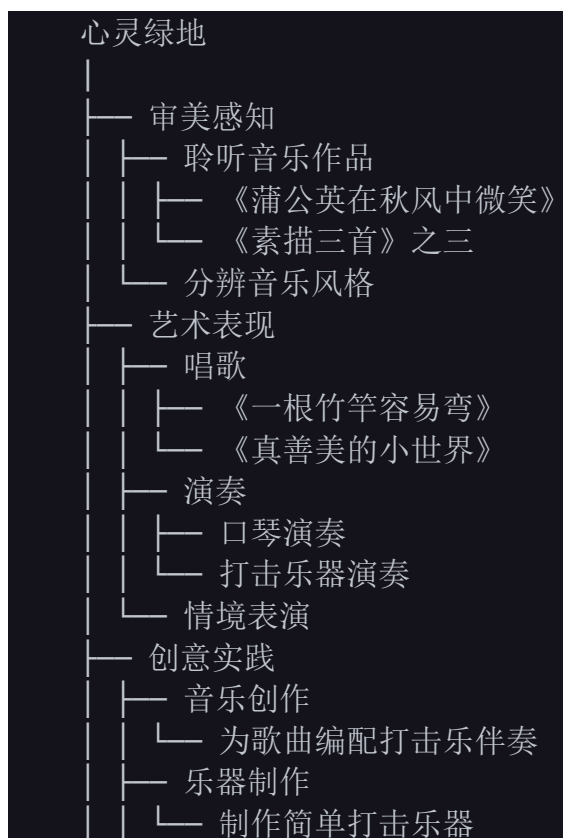 心灵绿地
│
├── 审美感知
│ ├── 聆听音乐作品
│ │ ├── 《蒲公英在秋风中微笑》
│ │ └── 《素描三首》之三
│ └── 分辨音乐风格
├── 艺术表现
│ ├── 唱歌
│ │ ├── 《一根竹竿容易弯》
│ │ └── 《真善美的小世界》
│ ├── 演奏
│ │ ├── 口琴演奏
│ │ └── 打击乐器演奏
│ └── 情境表演
├── 创意实践
│ ├── 音乐创作
│ │ └── 为歌曲编配打击乐伴奏
│ ├── 乐器制作
│ │ └── 制作简单打击乐器